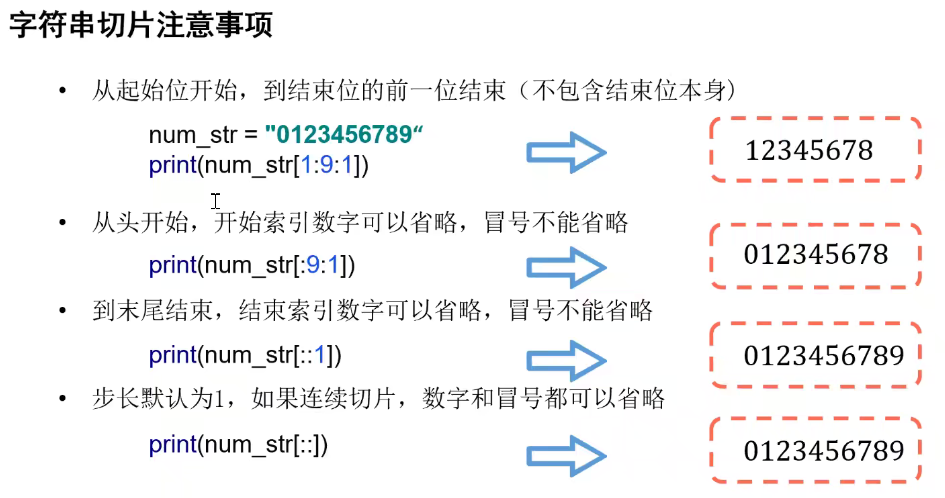 字符串切片注意事项
• 从起始位开始，到结束位的前一位结束（不包含结束位本身)
num_str = "0123456789“
print(num_str[1:9:1])
12345678
• 从头开始，开始索引数字可以省略，冒号不能省略
print(num_str[:9:1])
012345678
• 到末尾结束，结束索引数字可以省略，冒号不能省略
print(num_str[::1])
0123456789
• 步长默认为1，如果连续切片，数字和冒号都可以省略
print(num_str[::])
0123456789